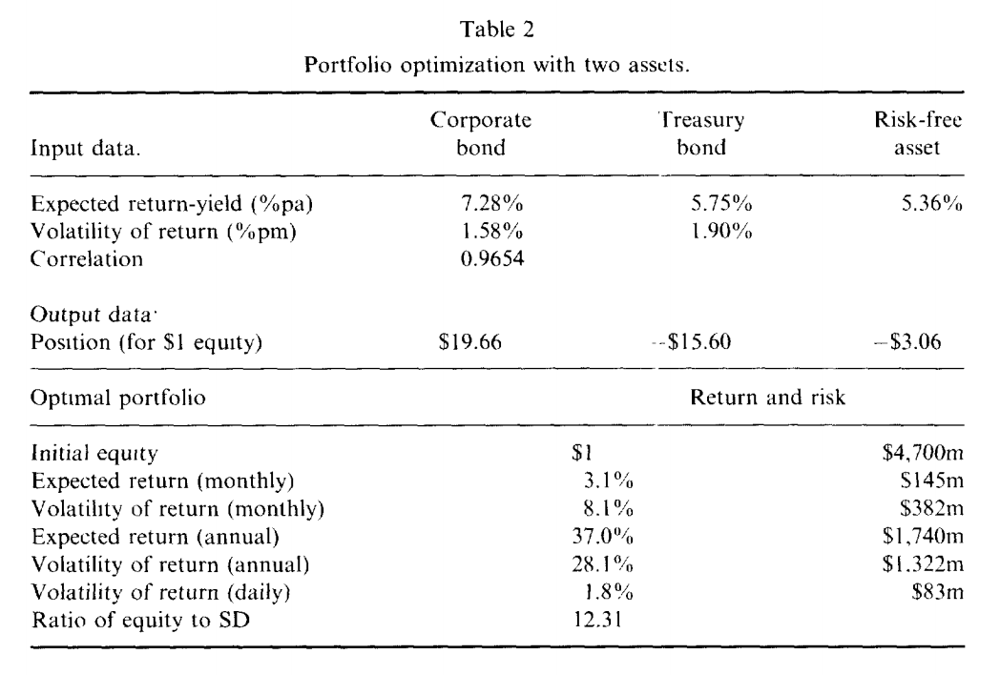 Table 2
Portfolio optimization with two assets.
Corporate Treasury Risk-free
Input data. bond bond asset
Expected return-yield (%pa) 7.28% 5.75% 5.36%
Volatility of return (%pm) 1.58% 1.90%
Correlation 0.9654
Output data·
Position (for $1 equity) $19.66 --$15.60 –$3.06
Optimal portfolio Return and risk
Initial equity $1 $4,700m
Expected return (monthly) 3.1% $145m
Volatility of return (monthly) 8.1% $382m
Expected return (annual) 37.0% $1,740m
Volatility of return (annual) 28.1% $1.322m
Volatility of return (daily) 1.8% $83m
Ratio of equity to SD 12.31